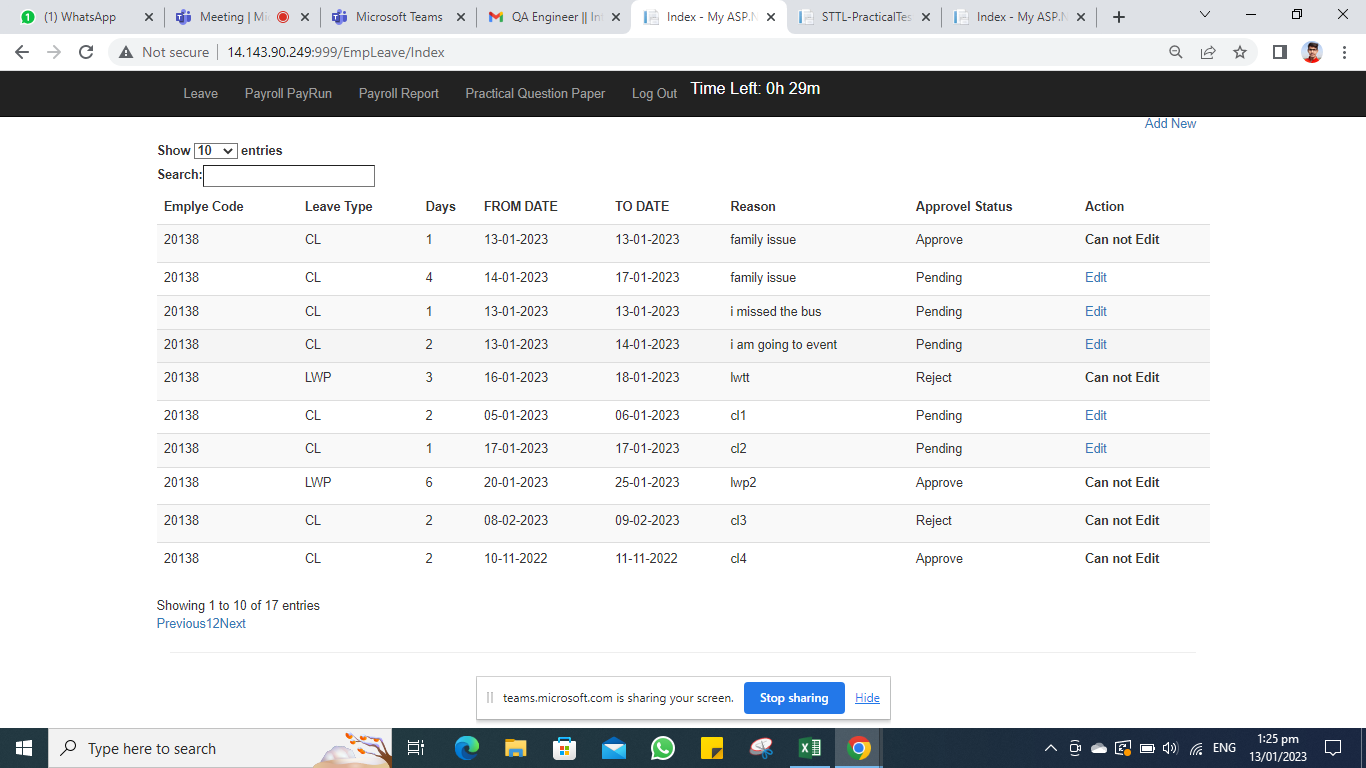 (1) WhatsApp
Meeting | Mi
Microsoft Teams
QA Engineer || In
Index - My ASP.N
STTL-PracticalTes
Index - My ASP.N
Not secure
14.143.90.249:999/EmpLeave/Index
Leave Payroll PayRun Payroll Report Practical Question Paper Log Out Time Left: 0h 29m
Add New
Show 10 entries
Search:
Emplye Code Leave Type Days FROM DATE TO DATE Reason Approvel Status Action
20138 CL 1 13-01-2023 13-01-2023 family issue Approve Can not Edit
20138 CL 4 14-01-2023 17-01-2023 family issue Pending Edit
20138 CL 1 13-01-2023 13-01-2023 i missed the bus Pending Edit
20138 CL 2 13-01-2023 14-01-2023 i am going to event Pending Edit
20138 LWP 3 16-01-2023 18-01-2023 lwtt Reject Can not Edit
20138 CL 2 05-01-2023 06-01-2023 cl1 Pending Edit
20138 CL 1 17-01-2023 17-01-2023 cl2 Pending Edit
20138 LWP 6 20-01-2023 25-01-2023 lwp2 Approve Can not Edit
20138 CL 2 08-02-2023 09-02-2023 cl3 Reject Can not Edit
20138 CL 2 10-11-2022 11-11-2022 cl4 Approve Can not Edit
Showing 1 to 10 of 17 entries
Previous12Next
teams.microsoft.com is sharing your screen. Stop sharing Hide
Type here to search
ENG
1:25 pm
13/01/2023